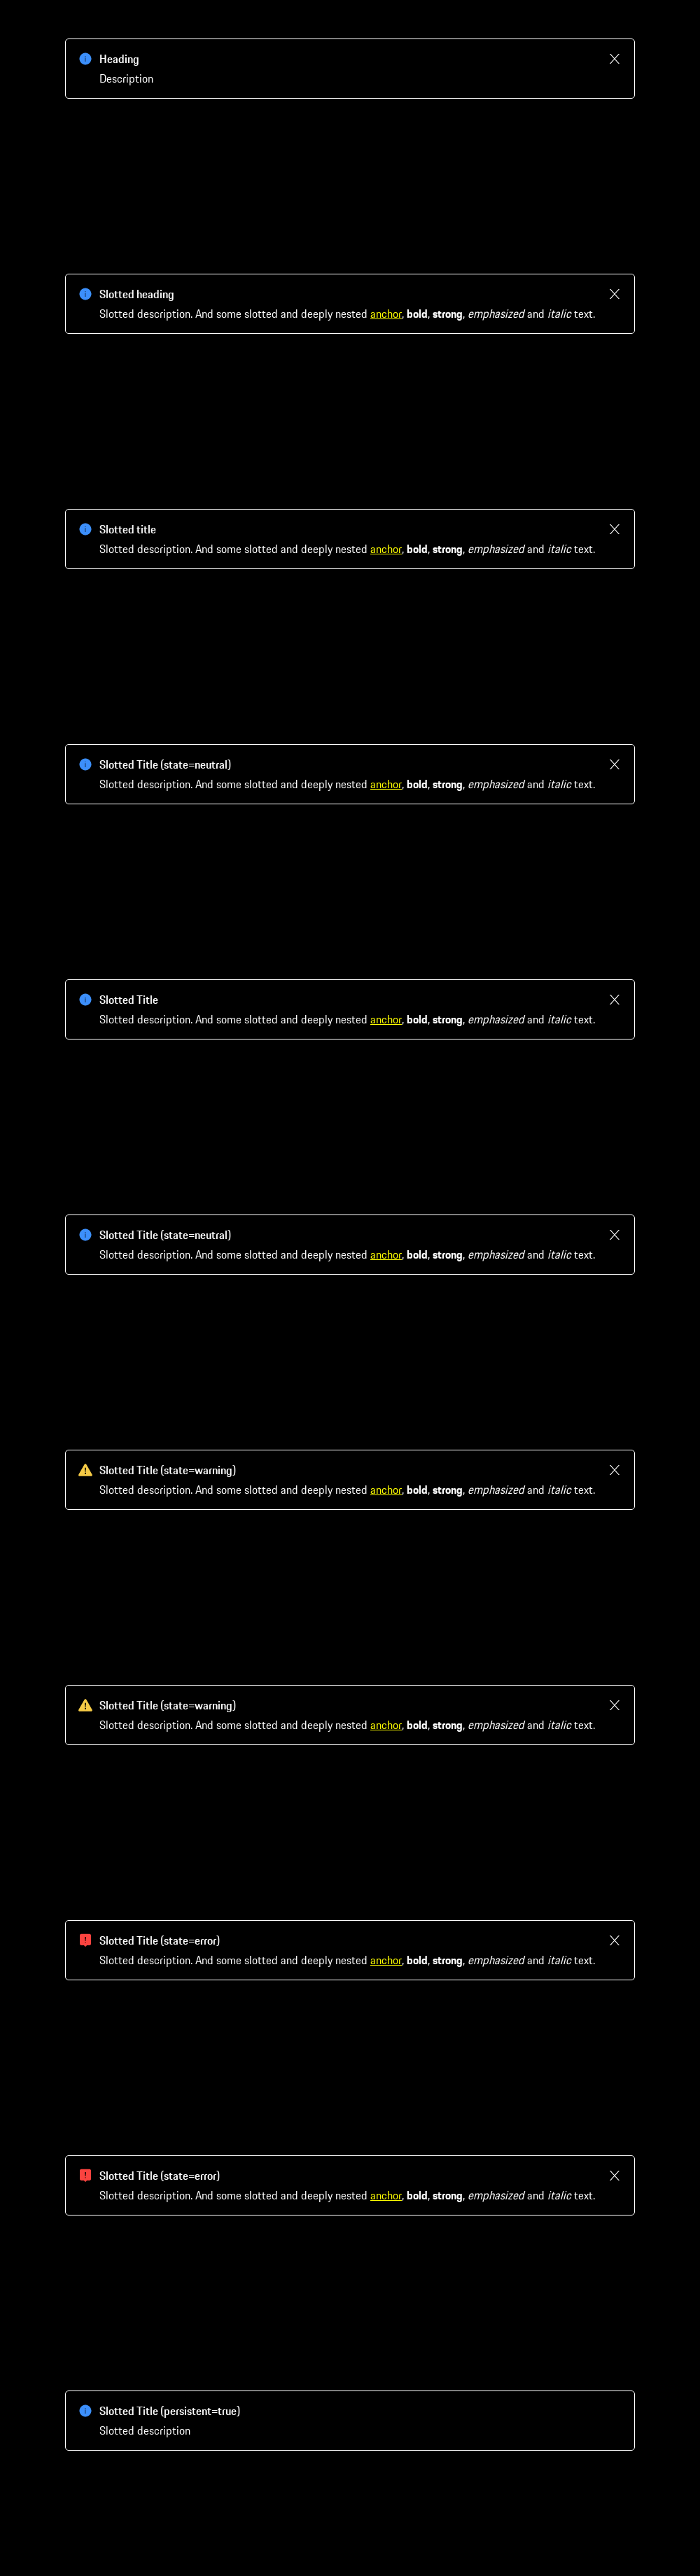 Heading
Description
Slotted heading
Slotted description. And some slotted and deeply nested anchor, bold, strong, emphasized and italic text.
Slotted title
Slotted description. And some slotted and deeply nested anchor, bold, strong, emphasized and italic text.
Slotted Title (state=neutral)
Slotted description. And some slotted and deeply nested anchor, bold, strong, emphasized and italic text.
Slotted Title
Slotted description. And some slotted and deeply nested anchor, bold, strong, emphasized and italic text.
Slotted Title (state=neutral)
Slotted description. And some slotted and deeply nested anchor, bold, strong, emphasized and italic text.
Slotted Title (state=warning)
Slotted description. And some slotted and deeply nested anchor, bold, strong, emphasized and italic text.
Slotted Title (state=warning)
Slotted description. And some slotted and deeply nested anchor, bold, strong, emphasized and italic text.
Slotted Title (state=error)
Slotted description. And some slotted and deeply nested anchor, bold, strong, emphasized and italic text.
Slotted Title (state=error)
Slotted description. And some slotted and deeply nested anchor, bold, strong, emphasized and italic text.
Slotted Title (persistent=true)
Slotted description